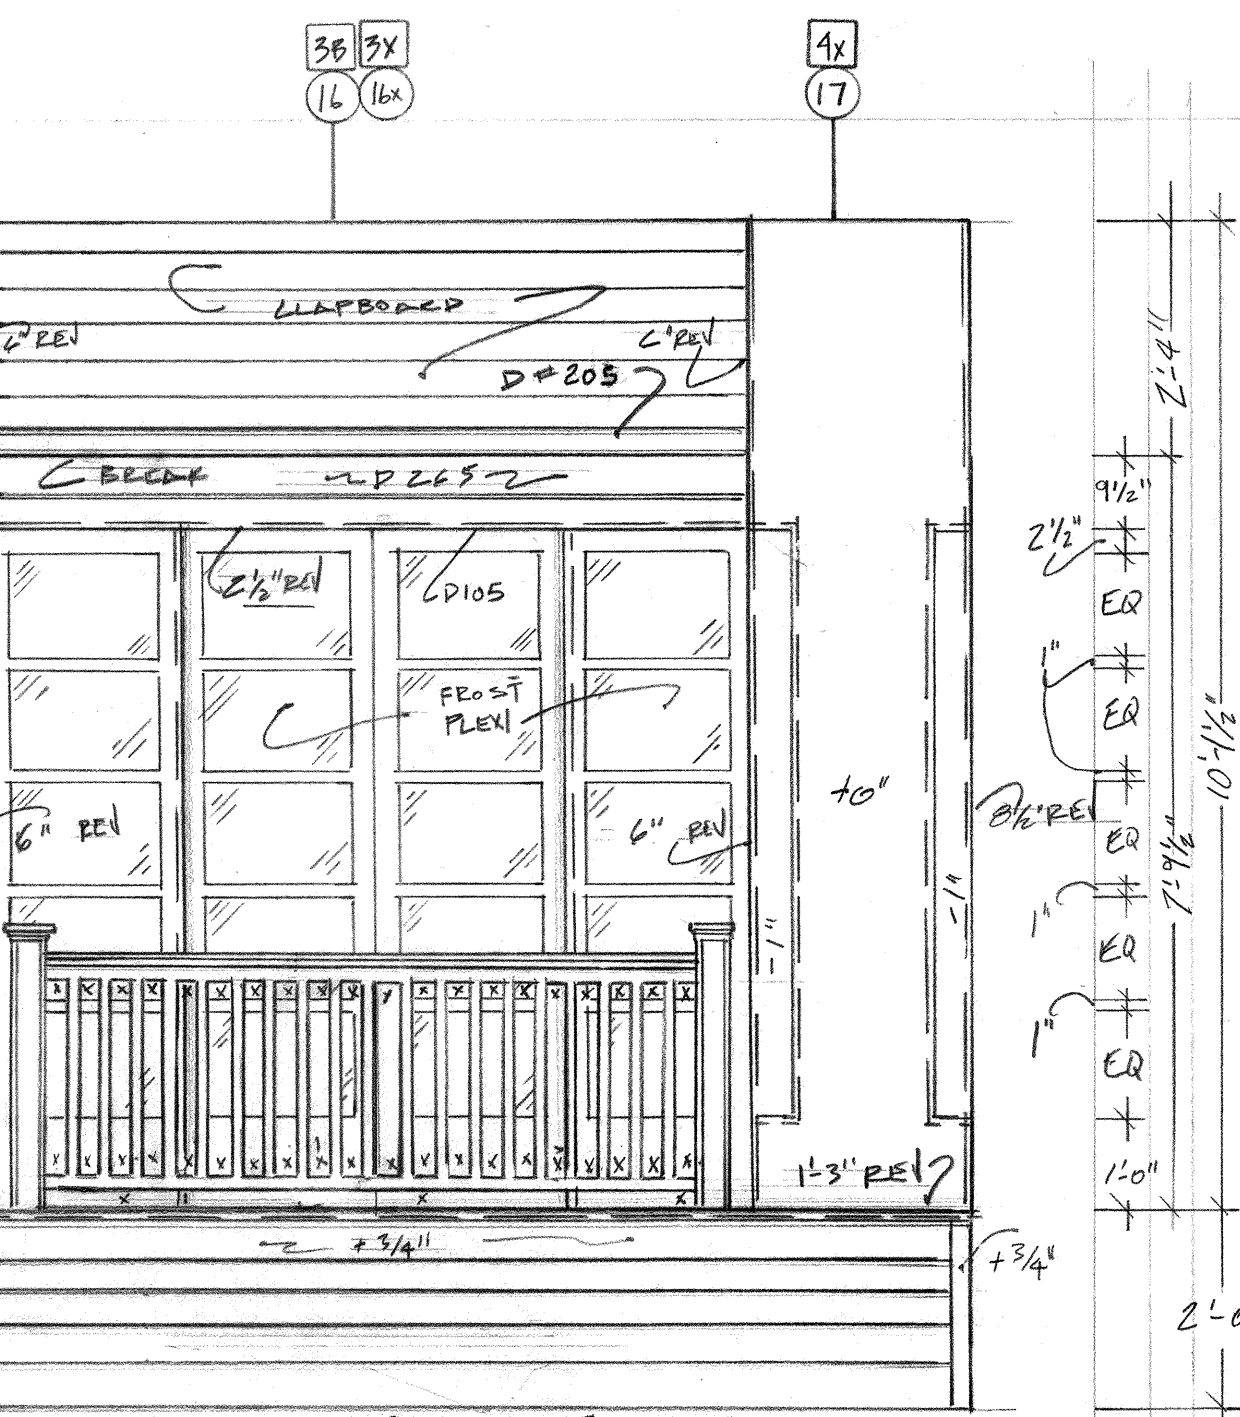 3B 3X
16 16x
4x
17
CLAPBOARD
6" REV
6" REV
D # 205
BREAK
D 265
2 1/2" REV
D105
FROST
PLEXI
6" REV
6" REV
+0"
-1"
-1"
8 1/2" REV
1'-3" REV
+3/4"
+3/4"
2'-4"
9 1/2"
2 1/2"
EQ
1"
EQ
10'-1 1/2"
EQ
7'-9 1/2"
1"
EQ
1"
EQ
1'-0"